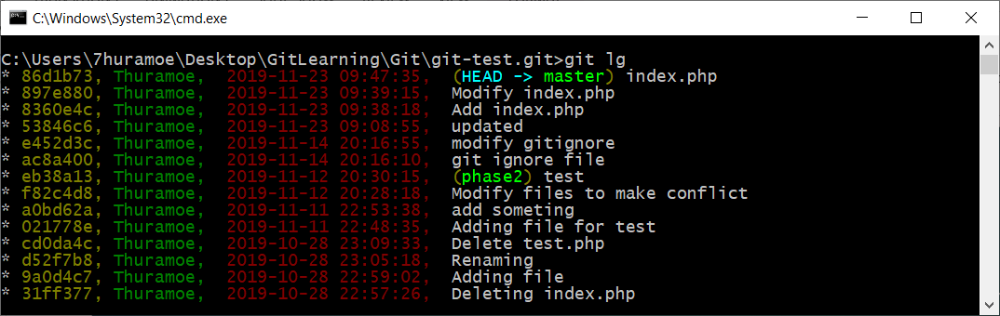 C:\Windows\System32\cmd.exe
C:\Users\7huramoe\Desktop\GitLearning\Git\git-test.git>git lg
* 86d1b73, Thuramoe, 2019-11-23 09:47:35, (HEAD -> master) index.php
* 897e880, Thuramoe, 2019-11-23 09:39:15, Modify index.php
* 8360e4c, Thuramoe, 2019-11-23 09:38:18, Add index.php
* 53846c6, Thuramoe, 2019-11-23 09:08:55, updated
* e452d3c, Thuramoe, 2019-11-14 20:16:55, modify gitignore
* ac8a400, Thuramoe, 2019-11-14 20:16:10, git ignore file
* eb38a13, Thuramoe, 2019-11-12 20:30:15, (phase2) test
* f82c4d8, Thuramoe, 2019-11-12 20:28:18, Modify files to make conflict
* a0bd62a, Thuramoe, 2019-11-11 22:53:38, add someting
* 021778e, Thuramoe, 2019-11-11 22:48:35, Adding file for test
* cd0da4c, Thuramoe, 2019-10-28 23:09:33, Delete test.php
* d52f7b8, Thuramoe, 2019-10-28 23:05:18, Renaming
* 9a0d4c7, Thuramoe, 2019-10-28 22:59:02, Adding file
* 31ff377, Thuramoe, 2019-10-28 22:57:26, Deleting index.php